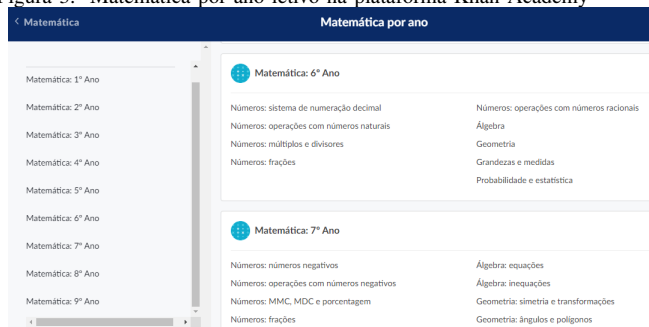 Figura 3. Matemática por ano letivo na plataforma Khan Academy
< Matemática
Matemática por ano
Matemática: 1º Ano
Matemática: 2º Ano
Matemática: 3º Ano
Matemática: 4º Ano
Matemática: 5º Ano
Matemática: 6º Ano
Matemática: 7º Ano
Matemática: 8º Ano
Matemática: 9º Ano
Matemática: 6º Ano
Números: sistema de numeração decimal
Números: operações com números naturais
Números: múltiplos e divisores
Números: frações
Números: operações com números racionais
Álgebra
Geometria
Grandezas e medidas
Probabilidade e estatística
Matemática: 7º Ano
Números: números negativos
Números: operações com números negativos
Números: MMC, MDC e porcentagem
Números: frações
Álgebra: equações
Álgebra: inequações
Geometria: simetria e transformações
Geometria: ângulos e polígonos